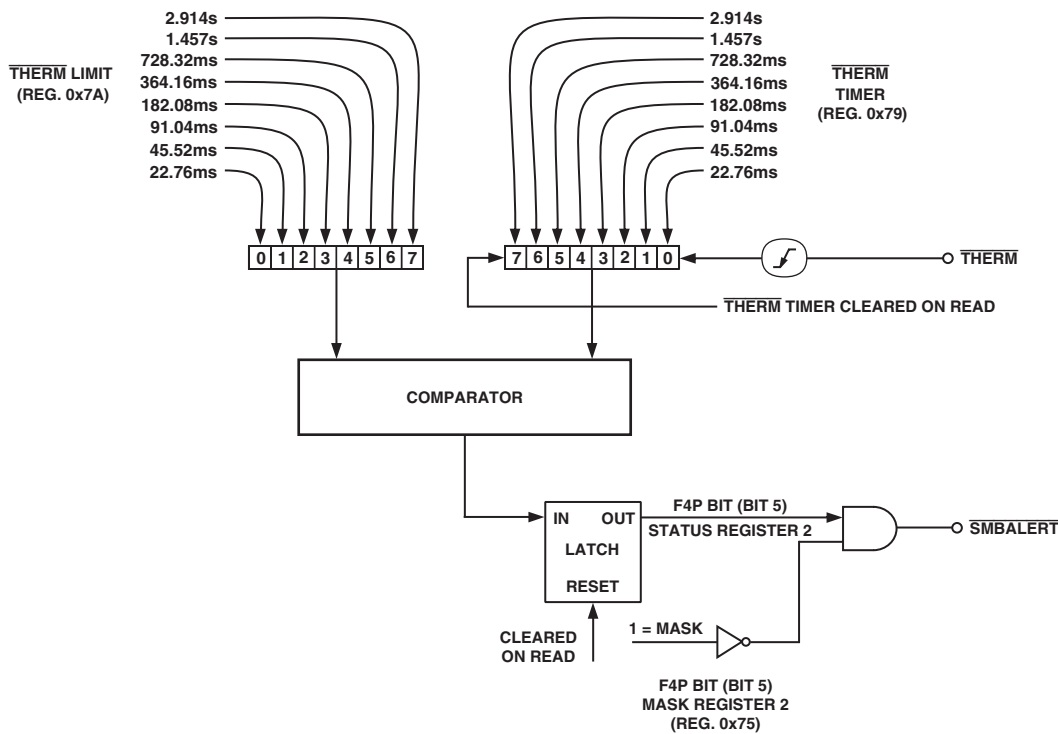 2.914s
1.457s
728.32ms
364.16ms
182.08ms
91.04ms
45.52ms
22.76ms
THERM LIMIT
(REG. 0x7A)
2.914s
1.457s
728.32ms
364.16ms
182.08ms
91.04ms
45.52ms
22.76ms
THERM
TIMER
(REG. 0x79)
0 1 2 3 4 5 6 7
7 6 5 4 3 2 1 0
THERM
THERM TIMER CLEARED ON READ
COMPARATOR
IN OUT
LATCH
RESET
F4P BIT (BIT 5)
STATUS REGISTER 2
SMBALERT
CLEARED
ON READ
1 = MASK
F4P BIT (BIT 5)
MASK REGISTER 2
(REG. 0x75)